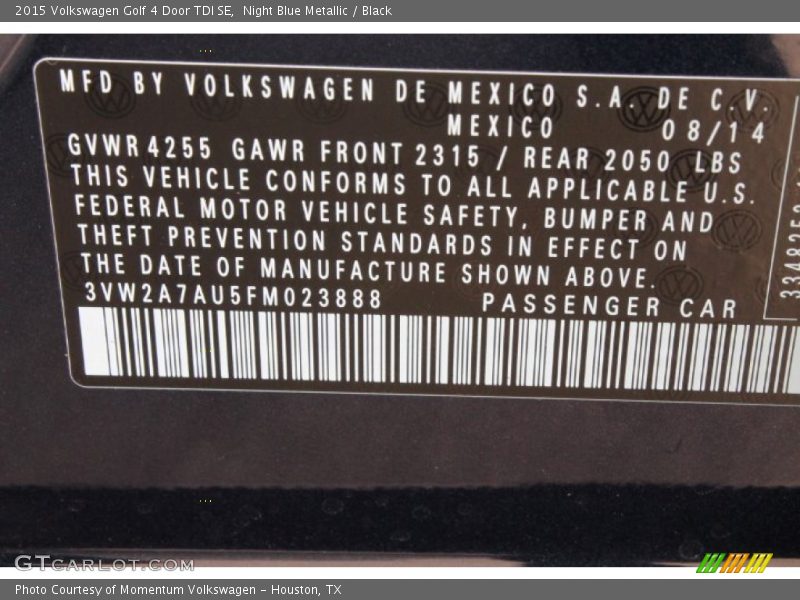 2015 Volkswagen Golf 4 Door TDI SE,  Night Blue Metallic / Black
MFD BY VOLKSWAGEN DE MEXICO S.A. DE C.V.
MEXICO 08/14
GVWR 4255 GAWR FRONT 2315 / REAR 2050 LBS
THIS VEHICLE CONFORMS TO ALL APPLICABLE U.S.
FEDERAL MOTOR VEHICLE SAFETY, BUMPER AND
THEFT PREVENTION STANDARDS IN EFFECT ON
THE DATE OF MANUFACTURE SHOWN ABOVE.
3VW2A7AU5FM023888 PASSENGER CAR
GTCARLOT.COM
Photo Courtesy of Momentum Volkswagen - Houston, TX